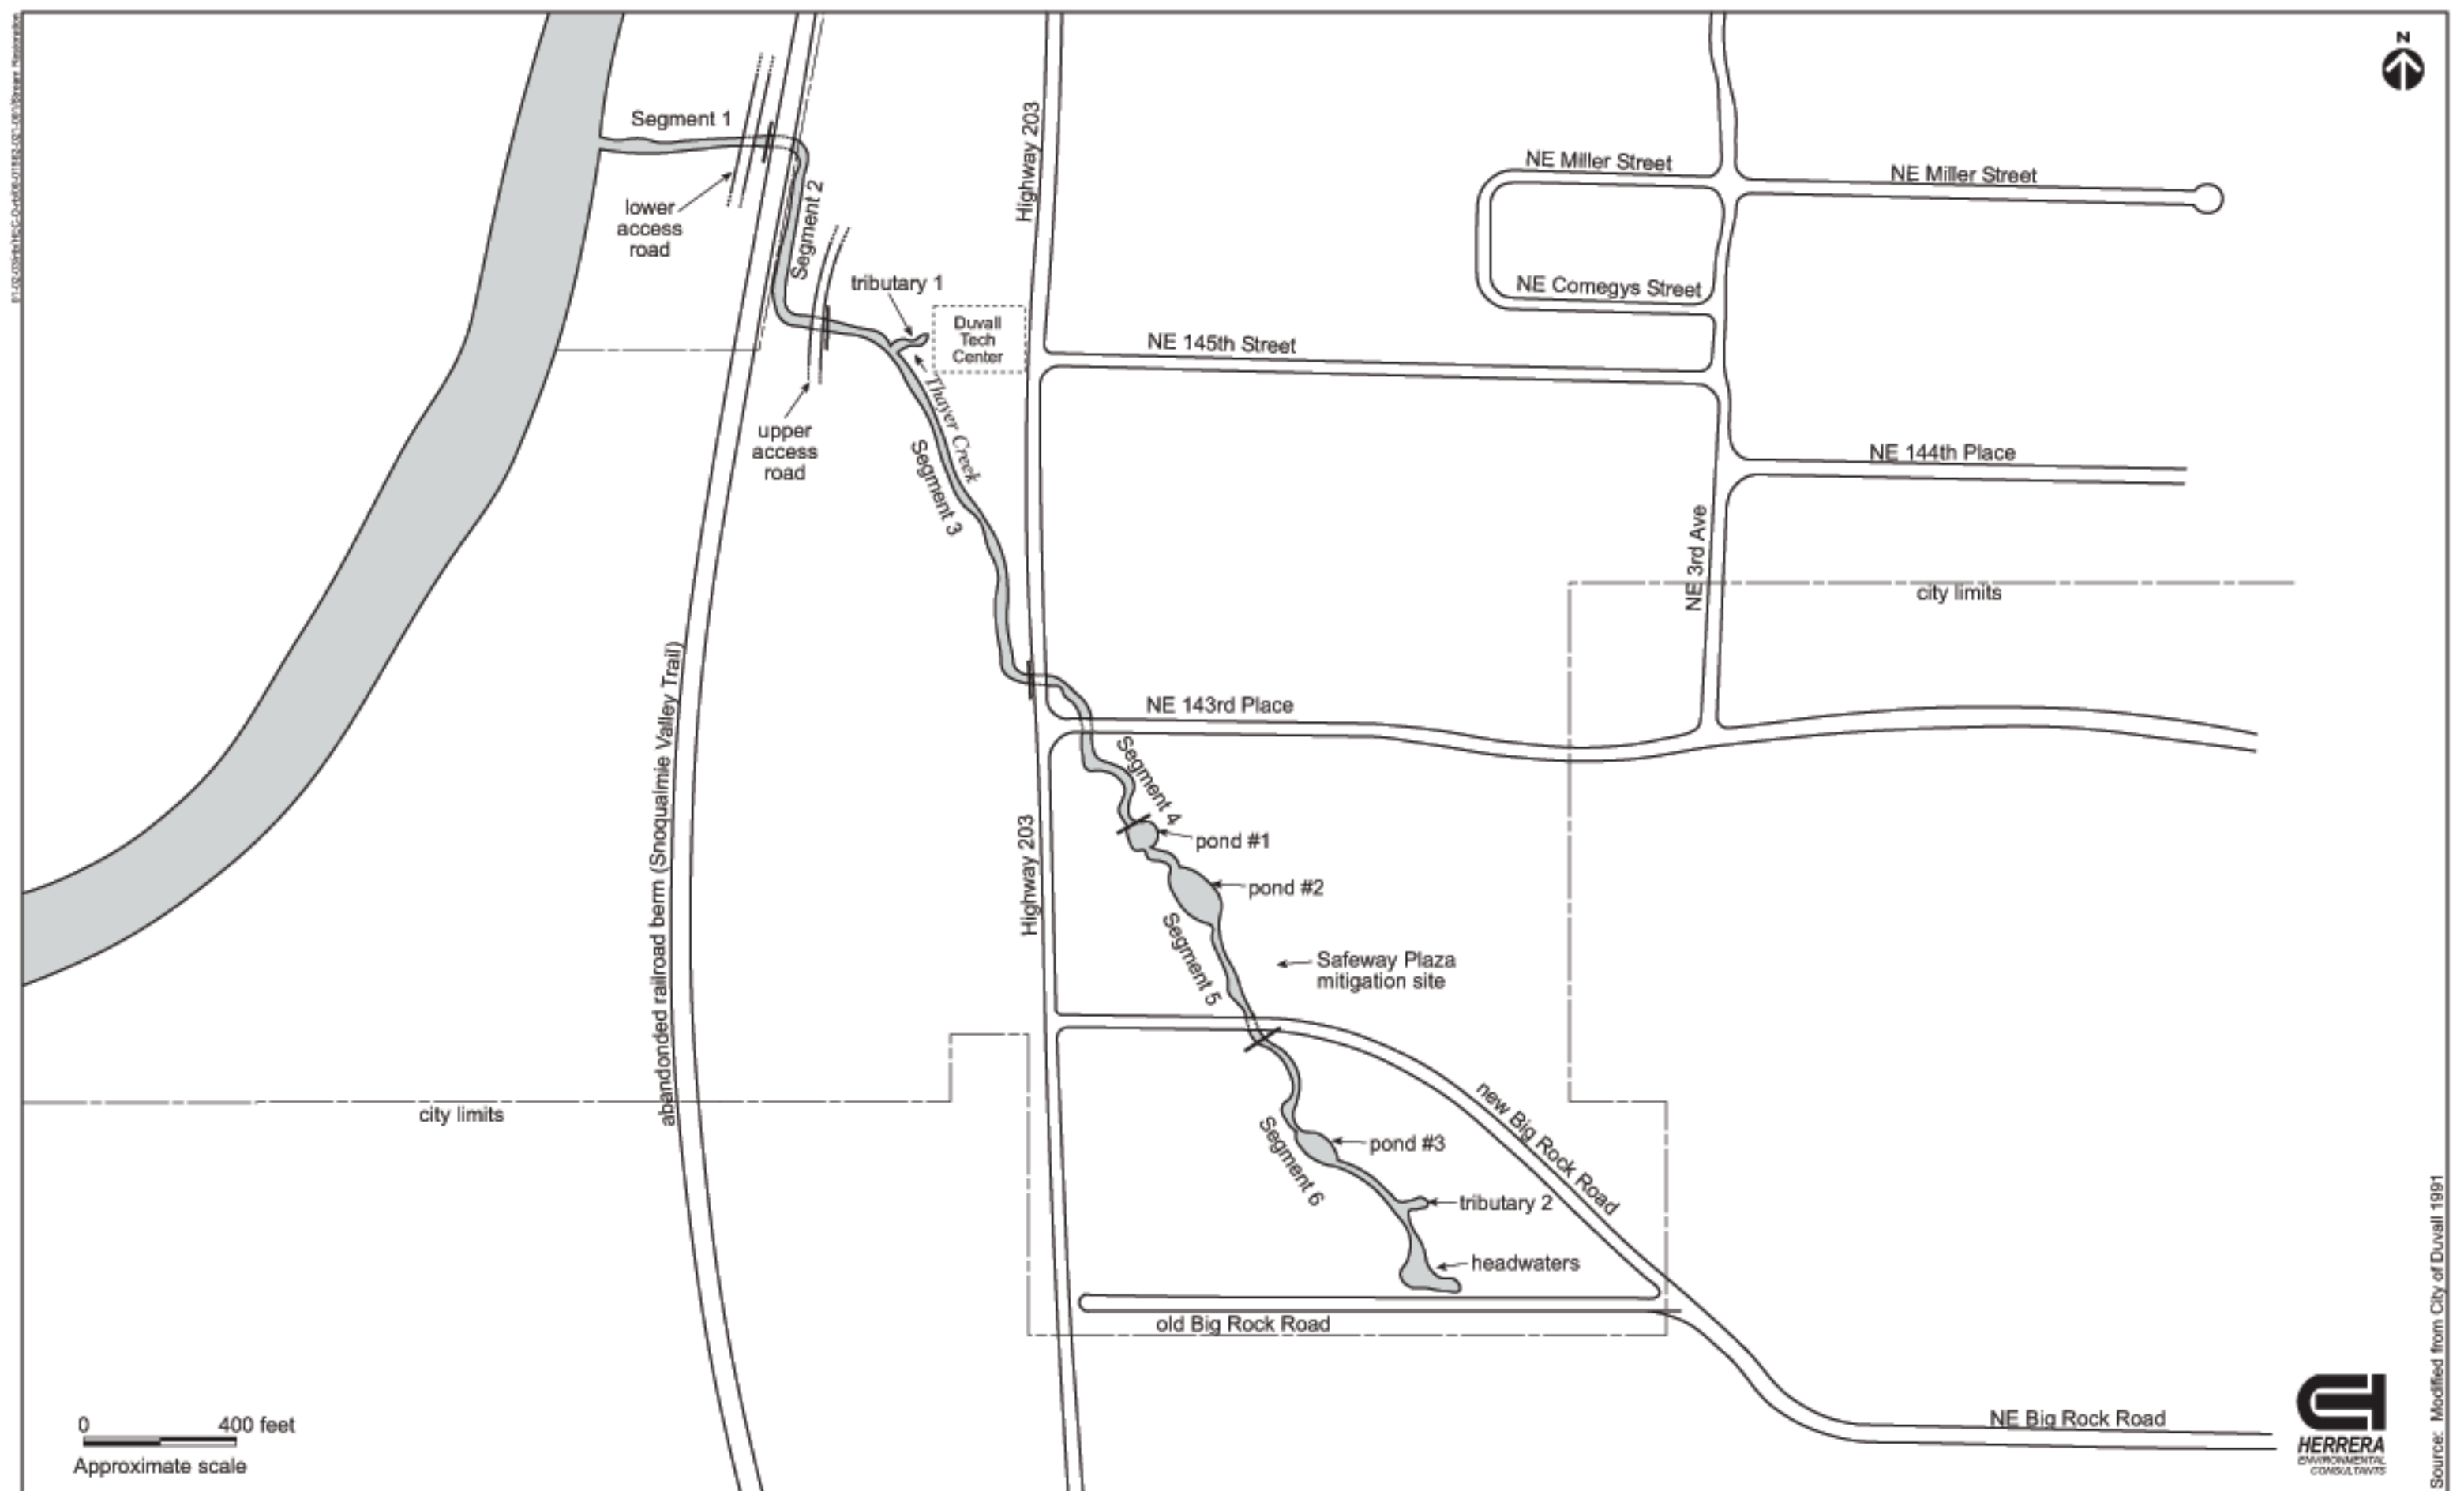 N
Segment 1
lower
access
road
Segment 2
Highway 203
NE Miller Street
NE Miller Street
tributary 1
NE Comegys Street
Duvall
Tech
Center
NE 145th Street
Thayer Creek
upper
access
road
Segment 3
NE 144th Place
NE 3rd Ave
city limits
abandonded railroad berm (Snoqualmie Valley Trail)
NE 143rd Place
Segment 4
pond #1
Highway 203
pond #2
Segment 5
Safeway Plaza
mitigation site
city limits
new Big Rock Road
pond #3
Segment 6
tributary 2
headwaters
old Big Rock Road
0 400 feet
Approximate scale
NE Big Rock Road
HERRERA
ENVIRONMENTAL
CONSULTANTS
Source: Modified from City of Duvall 1991